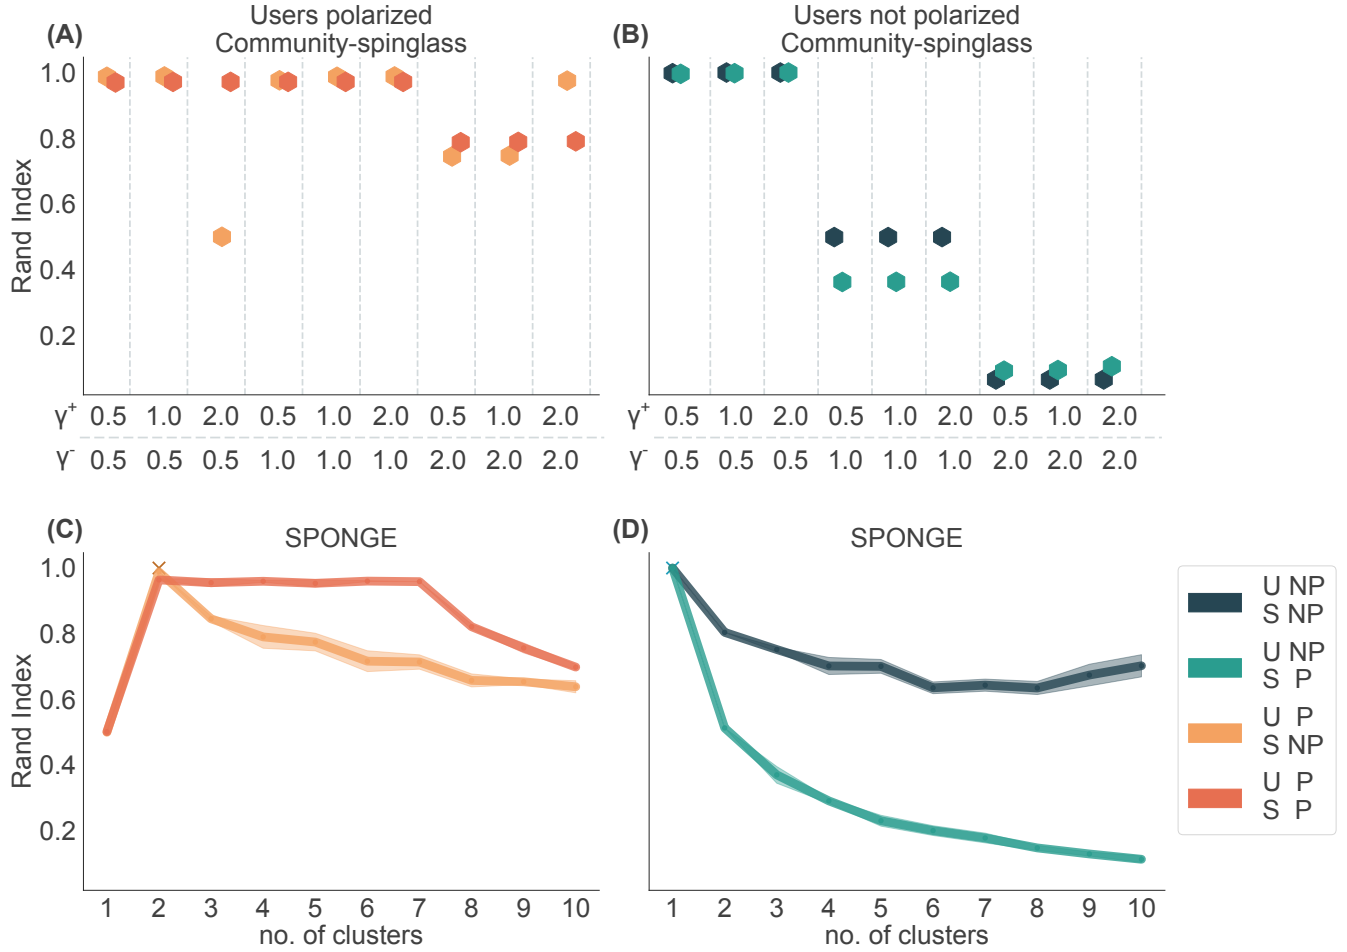 (A)
Users polarized
Community-spinglass
(B)
Users not polarized
Community-spinglass
Rand Index
1.0
0.8
0.6
0.4
0.2
γ+ 0.5 1.0 2.0 0.5 1.0 2.0 0.5 1.0 2.0
γ- 0.5 0.5 0.5 1.0 1.0 1.0 2.0 2.0 2.0
γ+ 0.5 1.0 2.0 0.5 1.0 2.0 0.5 1.0 2.0
γ- 0.5 0.5 0.5 1.0 1.0 1.0 2.0 2.0 2.0
(C)
SPONGE
Rand Index
1.0
0.8
0.6
0.4
0.2
1 2 3 4 5 6 7 8 9 10
no. of clusters
(D)
SPONGE
1 2 3 4 5 6 7 8 9 10
no. of clusters
U NP
S NP
U NP
S P
U P
S NP
U P
S P